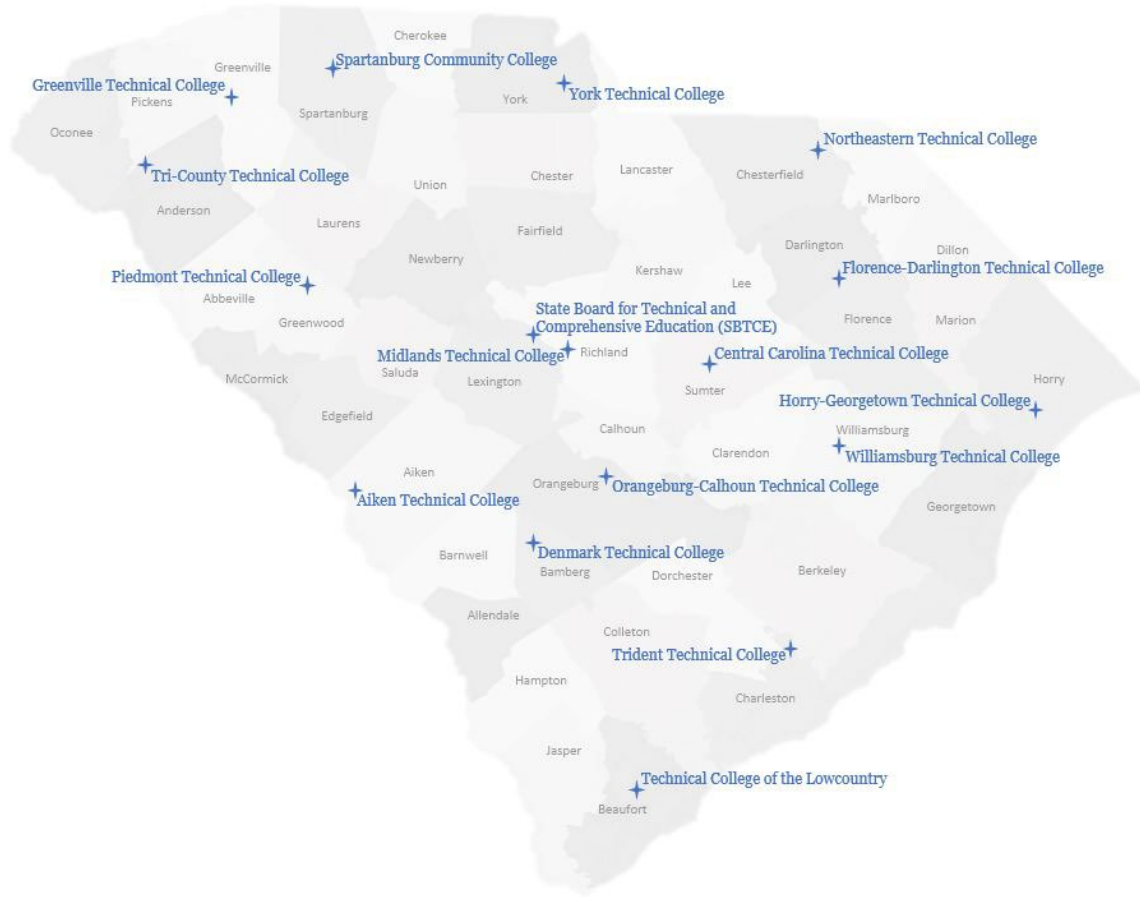 Cherokee
Spartanburg Community College
Greenville
Greenville Technical College
Pickens
York Technical College
York
Spartanburg
Oconee
Northeastern Technical College
Tri-County Technical College
Chester
Lancaster
Chesterfield
Union
Marlboro
Anderson
Laurens
Fairfield
Darlington
Dillon
Newberry
Kershaw
Florence-Darlington Technical College
Piedmont Technical College
Lee
Abbeville
State Board for Technical and
Comprehensive Education (SBTCE)
Greenwood
Florence
Marion
Midlands Technical College
Richland
Central Carolina Technical College
Saluda
McCormick
Lexington
Horry
Sumter
Horry-Georgetown Technical College
Edgefield
Calhoun
Williamsburg
Clarendon
Williamsburg Technical College
Aiken
Orangeburg
Orangeburg-Calhoun Technical College
Aiken Technical College
Georgetown
Barnwell
Denmark Technical College
Bamberg
Dorchester
Berkeley
Allendale
Colleton
Trident Technical College
Hampton
Charleston
Jasper
Technical College of the Lowcountry
Beaufort